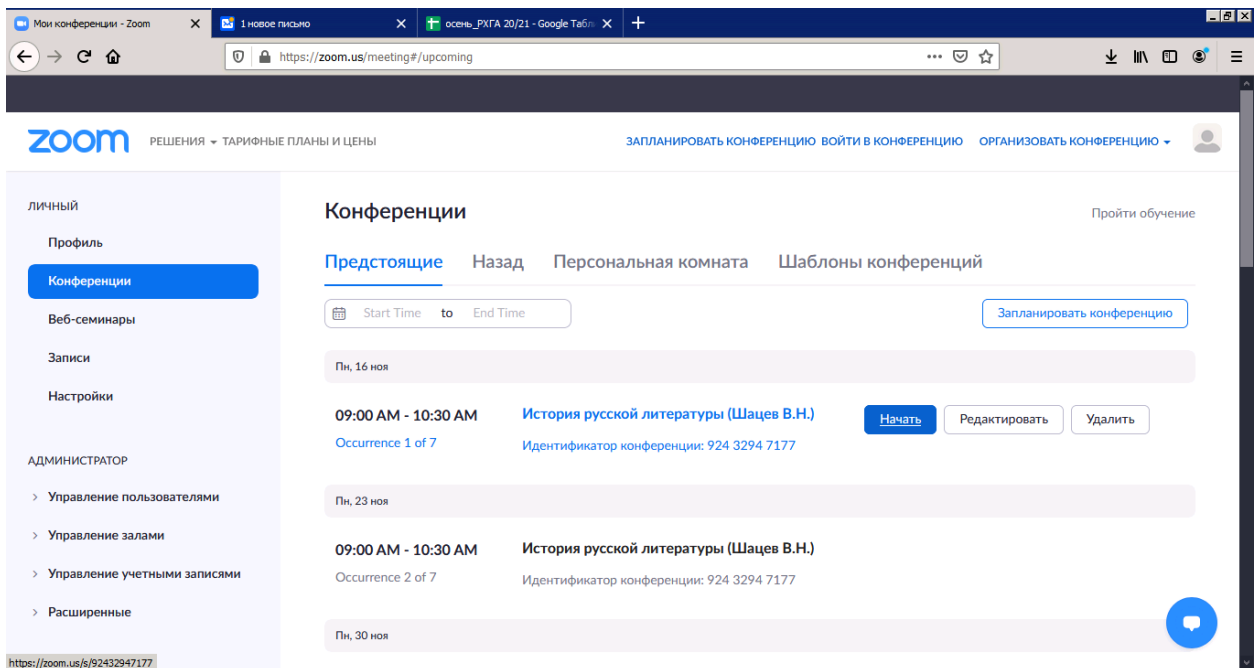 Мои конференции - Zoom
1 новое письмо
осень_РХГА 20/21 - Google Табл
https://zoom.us/meeting#/upcoming
zoom
РЕШЕНИЯ ТАРИФНЫЕ ПЛАНЫ И ЦЕНЫ
ЗАПЛАНИРОВАТЬ КОНФЕРЕНЦИЮ ВОЙТИ В КОНФЕРЕНЦИЮ ОРГАНИЗОВАТЬ КОНФЕРЕНЦИЮ
ЛИЧНЫЙ
Профиль
Конференции
Веб-семинары
Записи
Настройки
АДМИНИСТРАТОР
Управление пользователями
Управление залами
Управление учетными записями
Расширенные
Конференции
Пройти обучение
Предстоящие Назад Персональная комната Шаблоны конференций
Start Time to End Time
Запланировать конференцию
Пн, 16 ноя
09:00 AM - 10:30 AM История русской литературы (Шацев В.Н.) Начать Редактировать Удалить
Occurrence 1 of 7 Идентификатор конференции: 924 3294 7177
Пн, 23 ноя
09:00 AM - 10:30 AM История русской литературы (Шацев В.Н.)
Occurrence 2 of 7 Идентификатор конференции: 924 3294 7177
Пн, 30 ноя
https://zoom.us/s/92432947177